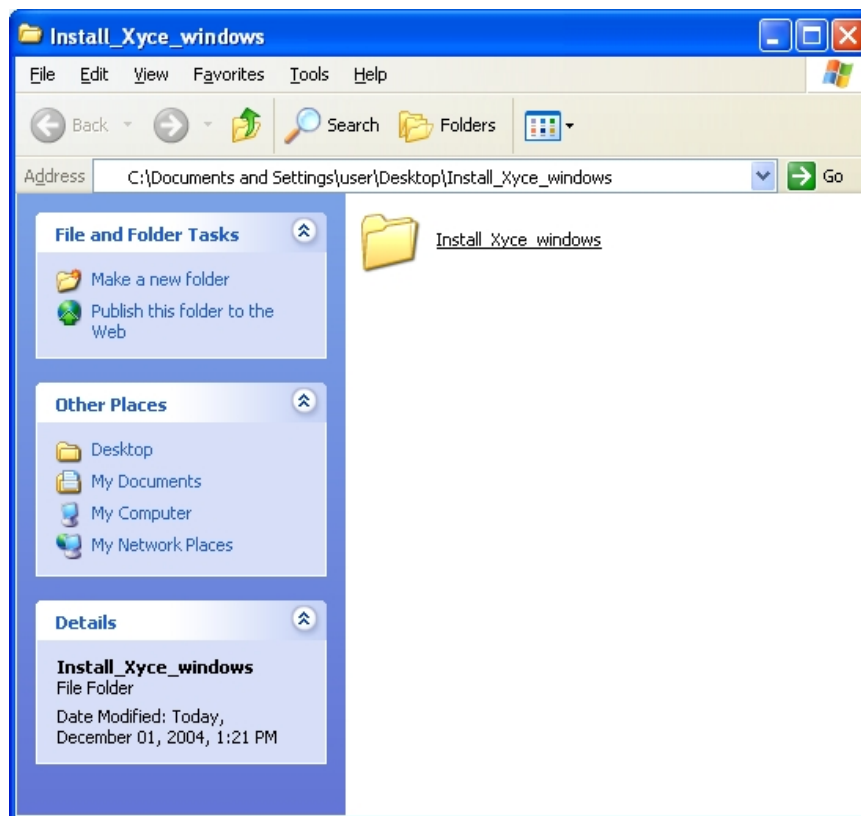 Install_Xyce_windows
File Edit View Favorites Tools Help
Back Search Folders
Address C:\Documents and Settings\user\Desktop\Install_Xyce_windows Go
File and Folder Tasks
Make a new folder
Publish this folder to the
Web
Other Places
Desktop
My Documents
My Computer
My Network Places
Details
Install_Xyce_windows
File Folder
Date Modified: Today,
December 01, 2004, 1:21 PM
Install_Xyce_windows